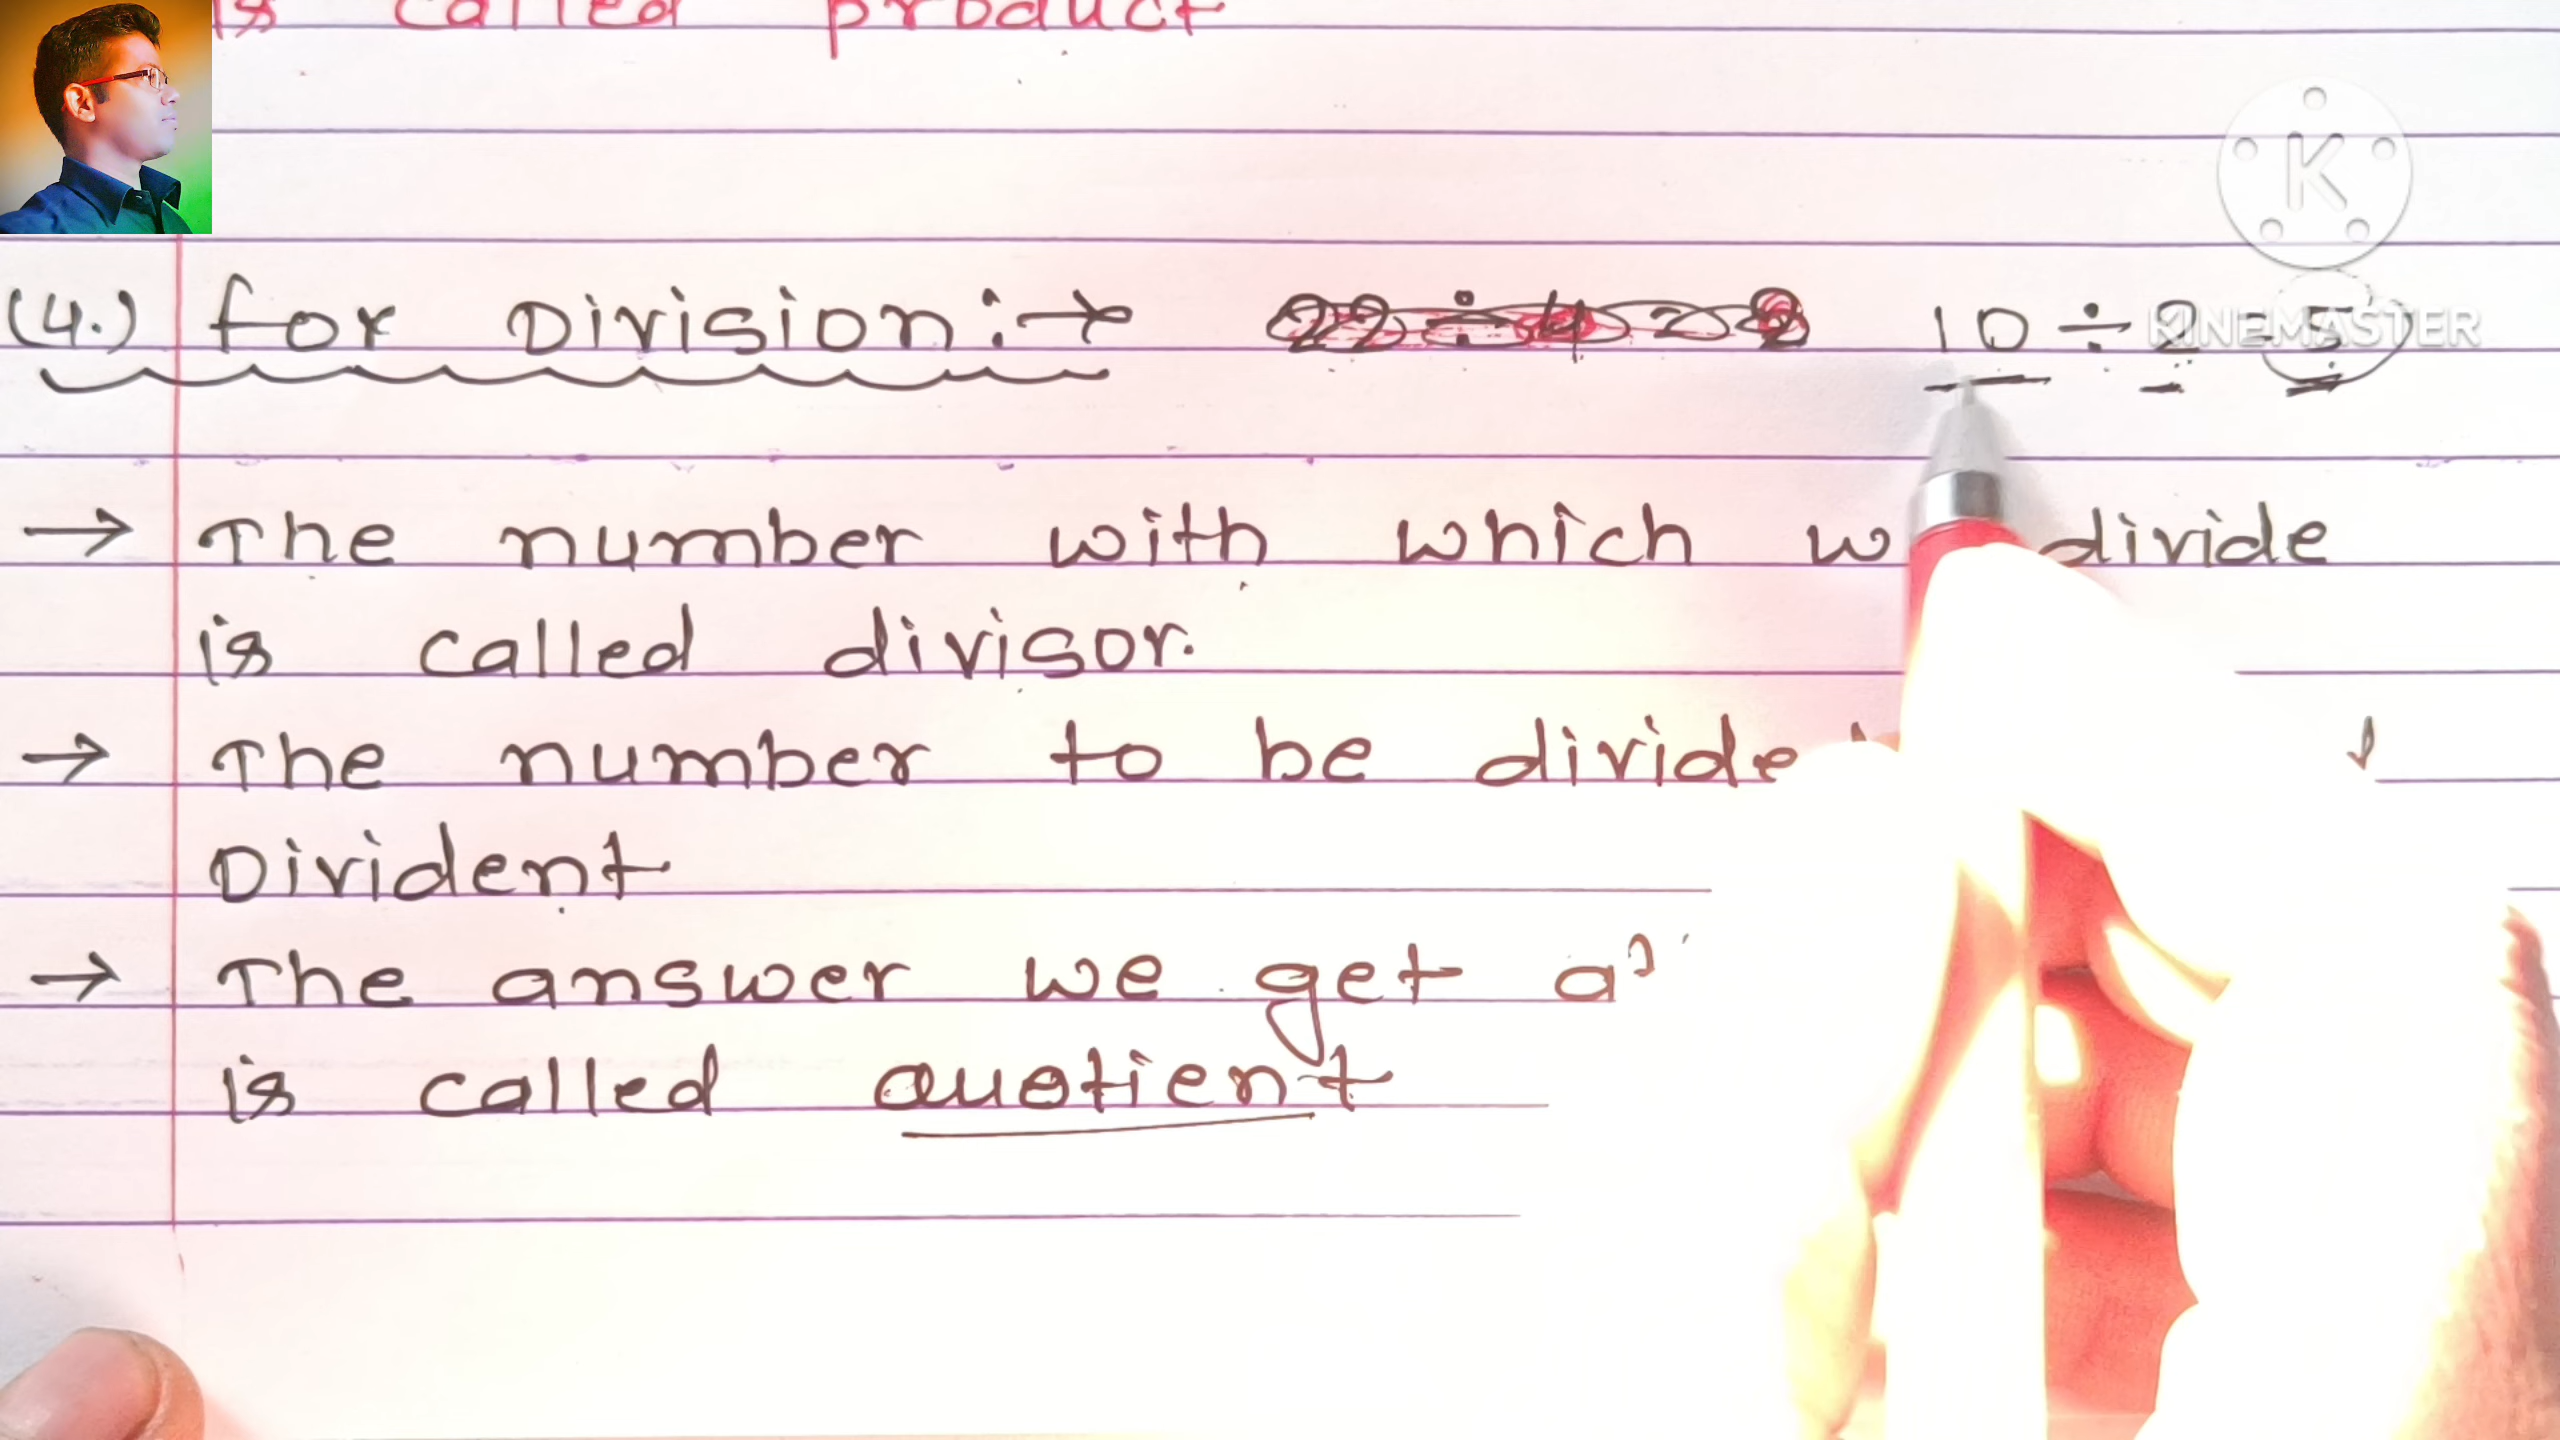 is called product
K
KINEMASTER
(4.) for Division:→ 10 ÷ 2 = 5
→ The number with which divide
is called divisor.
→ The number to be
Divident
→ The answer we get
is called quotient